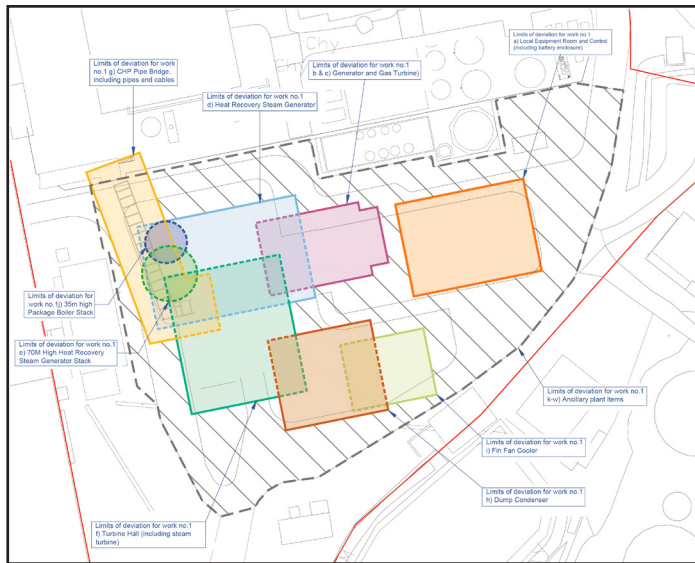 Chy
Ch
Limits of deviation for work no.1
a) Local Equipment Room and Control
(including battery enclosure)
Limits of deviation for work
no.1 g) CHP Pipe Bridge,
including pipes and cables
Limits of deviation for work no.1
b & c) Generator and Gas Turbine)
Limits of deviation for work no.1
d) Heat Recovery Steam Generator
Limits of deviation for
work no.1j) 35m high
Package Boiler Stack
Limits of deviation for work no.1
e) 70M High Heat Recovery
Steam Generator Stack
Limits of deviation for work no.1
k-w) Ancillary plant items
Limits of deviation for work no.1
i) Fin Fan Cooler
Limits of deviation for work no.1
h) Dump Condenser
Limits of deviation for work no.1
f) Turbine Hall (including steam
turbine)